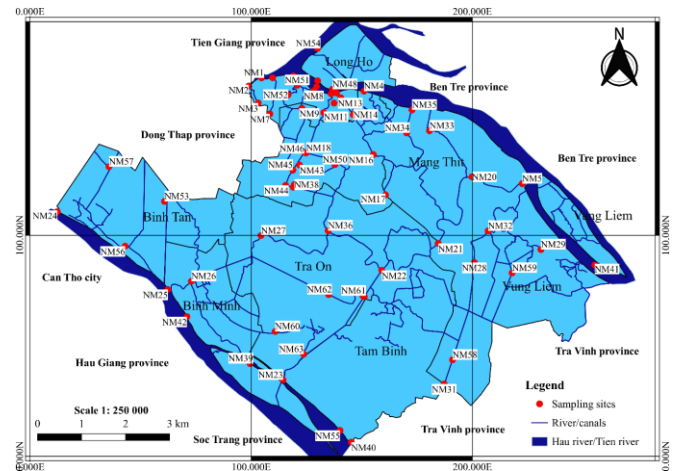 0.000E
100.000E
200.000E
Tien Giang province
NM54
Long Ho
NM1
NM51
NM48
NM4
Ben Tre province
NM2
NM52
NM8
NM3
NM13
NM35
NM7
NM9
NM11
NM14
NM33
NM34
Dong Thap province
NM46
NM18
NM45
NM50
NM16
Mang Thit
Ben Tre province
NM57
NM43
NM44
NM38
NM20
NM5
NM53
NM17
NM24
Binh Tan
Vung Liem
NM27
NM36
NM32
100.000N
100.000N
NM56
NM21
NM29
Can Tho city
Tra On
NM28
NM59
NM41
NM26
NM22
NM25
NM62
NM61
Vung Liem
Binh Minh
NM42
NM60
Hau Giang province
NM63
Tam Binh
Tra Vinh province
NM39
NM58
NM23
NM31
Legend
Sampling sites
Scale 1: 250 000
River/canals
0 1 2 3 km
Hau river/Tien river
Soc Trang province
NM55
NM40
Tra Vinh province
0.000N
0.000N
0.000E
100.000E
200.000E